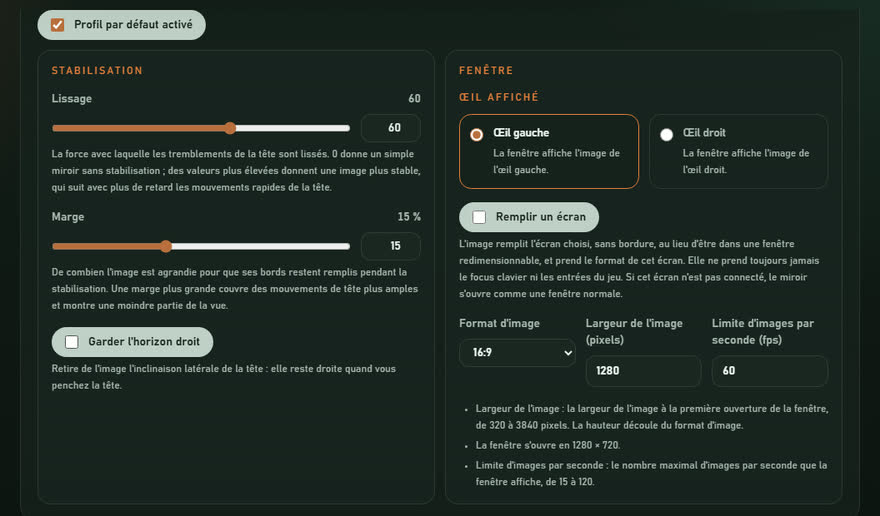 Profil par défaut activé
STABILISATION
Lissage 60
60
La force avec laquelle les tremblements de la tête sont lissés. 0 donne un simple
miroir sans stabilisation ; des valeurs plus élevées donnent une image plus stable,
qui suit avec plus de retard les mouvements rapides de la tête.
Marge 15 %
15
De combien l'image est agrandie pour que ses bords restent remplis pendant la
stabilisation. Une marge plus grande couvre des mouvements de tête plus amples
et montre une moindre partie de la vue.
Garder l'horizon droit
Retire de l'image l'inclinaison latérale de la tête : elle reste droite quand vous
penchez la tête.
FENÊTRE
ŒIL AFFICHÉ
Œil gauche
La fenêtre affiche l'image de
l'œil gauche.
Œil droit
La fenêtre affiche l'image de
l'œil droit.
Remplir un écran
L'image remplit l'écran choisi, sans bordure, au lieu d'être dans une fenêtre
redimensionnable, et prend le format de cet écran. Elle ne prend toujours jamais
le focus clavier ni les entrées du jeu. Si cet écran n'est pas connecté, le miroir
s'ouvre comme une fenêtre normale.
Format d'image
16:9
Largeur de l'image
(pixels)
1280
Limite d'images par
seconde (fps)
60
• Largeur de l'image : la largeur de l'image à la première ouverture de la fenêtre,
de 320 à 3840 pixels. La hauteur découle du format d'image.
• La fenêtre s'ouvre en 1280 × 720.
• Limite d'images par seconde : le nombre maximal d'images par seconde que la
fenêtre affiche, de 15 à 120.